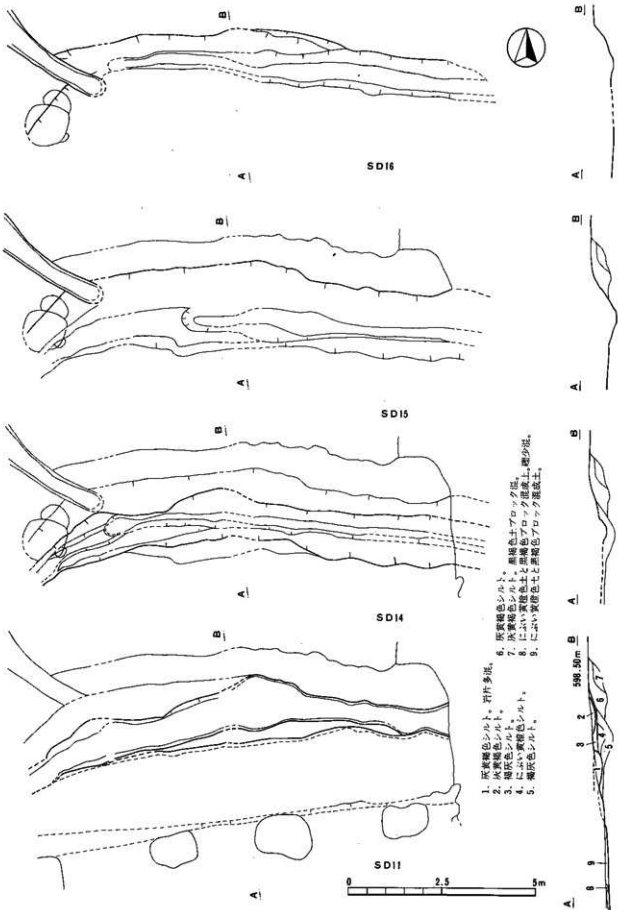 B
A
SD16
B
A
B
A
SD15
B
A
B
A
SD14
B
A
B
A
SD11
B
A
1. 灰黄褐色シルト。岩片多混。
2. 灰黄褐色シルト。
3. 褐灰色シルト。
4. にぶい黄橙色シルト。
5. 褐灰色シルト。
6. 灰黄褐色シルト。
7. 灰黄褐色シルト。黒褐色土ブロック混。
8. にぶい黄橙色土と黒褐色ブロック混成土。礫少混。
9. にぶい黄橙色土と黒褐色ブロック混成土。
0 2.5 5m
A B
598.50m
1
2
3
4
5
6
7
8
9